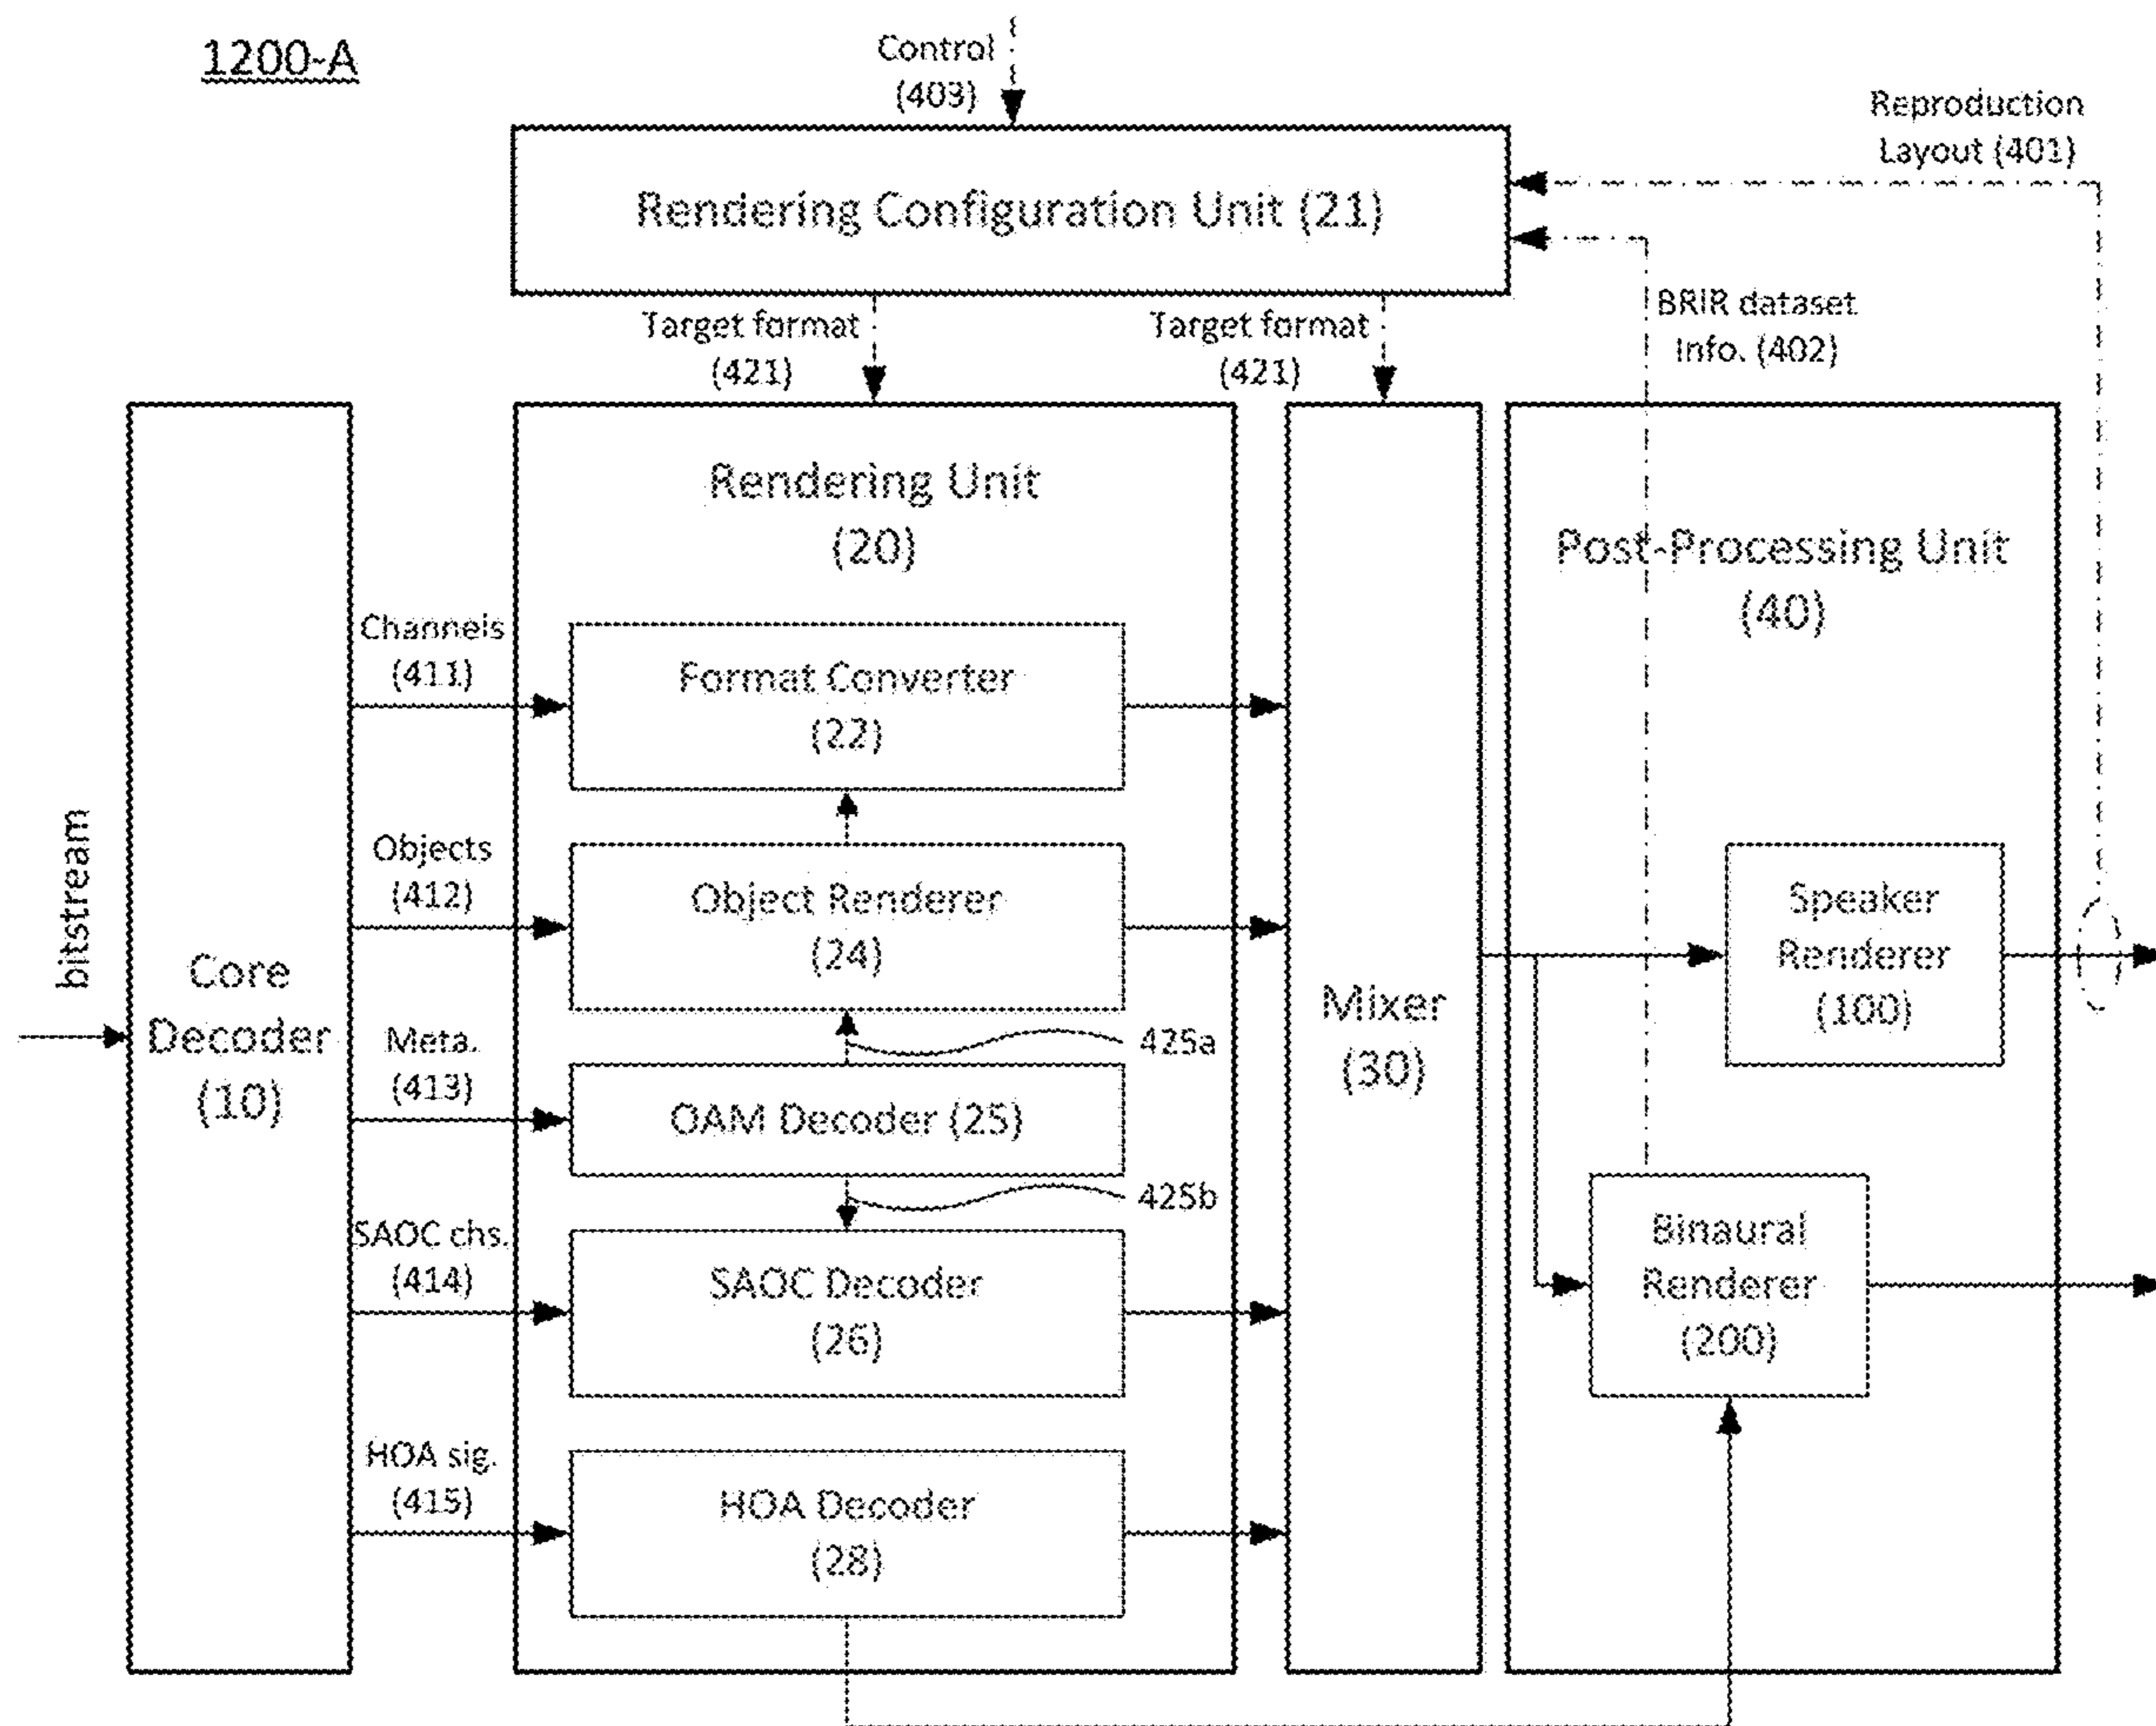 1200-A
Control
(403)
Reproduction
Layout (401)
Rendering Configuration Unit (21)
BRIR dataset
Info. (402)
Target format
(421)
Target format
(421)
Rendering Unit
(20)
Post-Processing Unit
(40)
Channels
(411)
Format Converter
(22)
bitstream
Objects
(412)
Object Renderer
(24)
Speaker
Renderer
(100)
Core
Decoder
(10)
Mixer
(30)
Meta.
(413)
425a
OAM Decoder (25)
425b
SAOC chs.
(414)
SAOC Decoder
(26)
Binaural
Renderer
(200)
HOA sig.
(415)
HOA Decoder
(28)